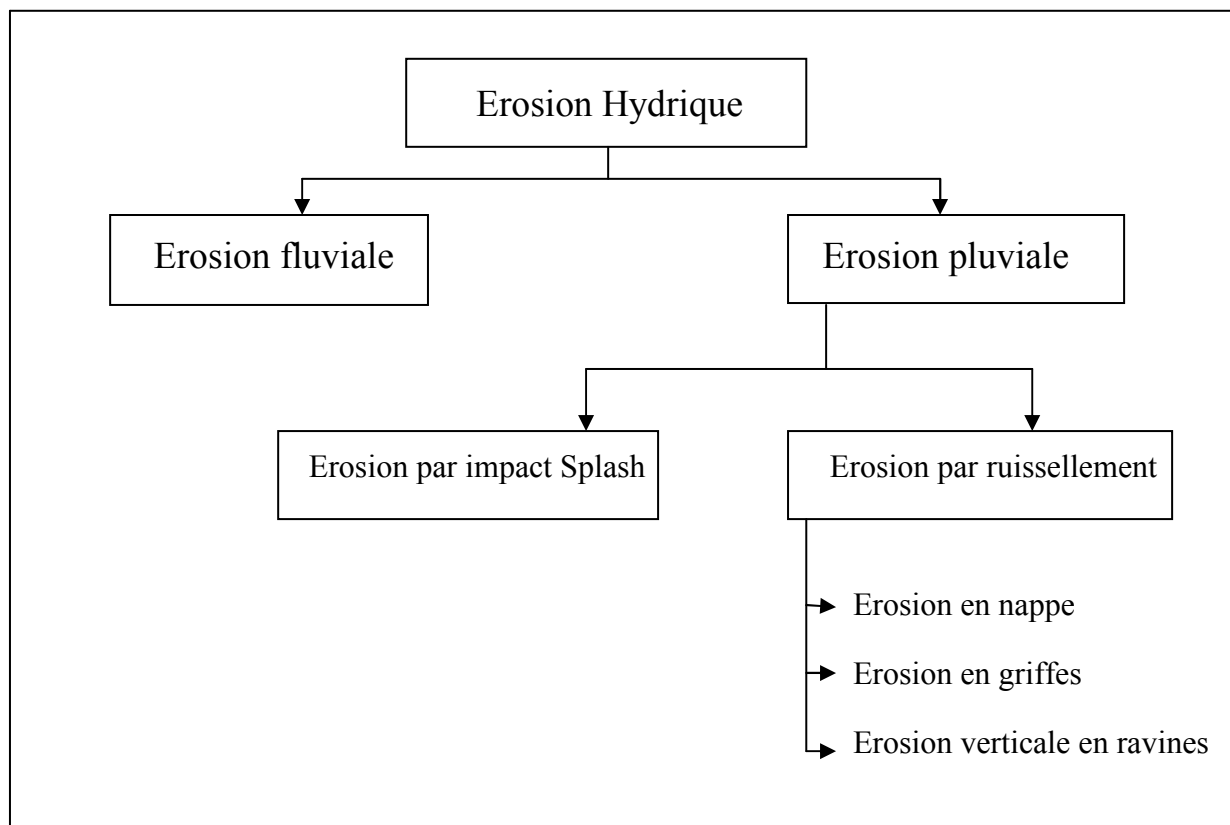 Erosion Hydrique
Erosion fluviale
Erosion pluviale
Erosion par impact Splash
Erosion par ruissellement
Erosion en nappe
Erosion en griffes
Erosion verticale en ravines